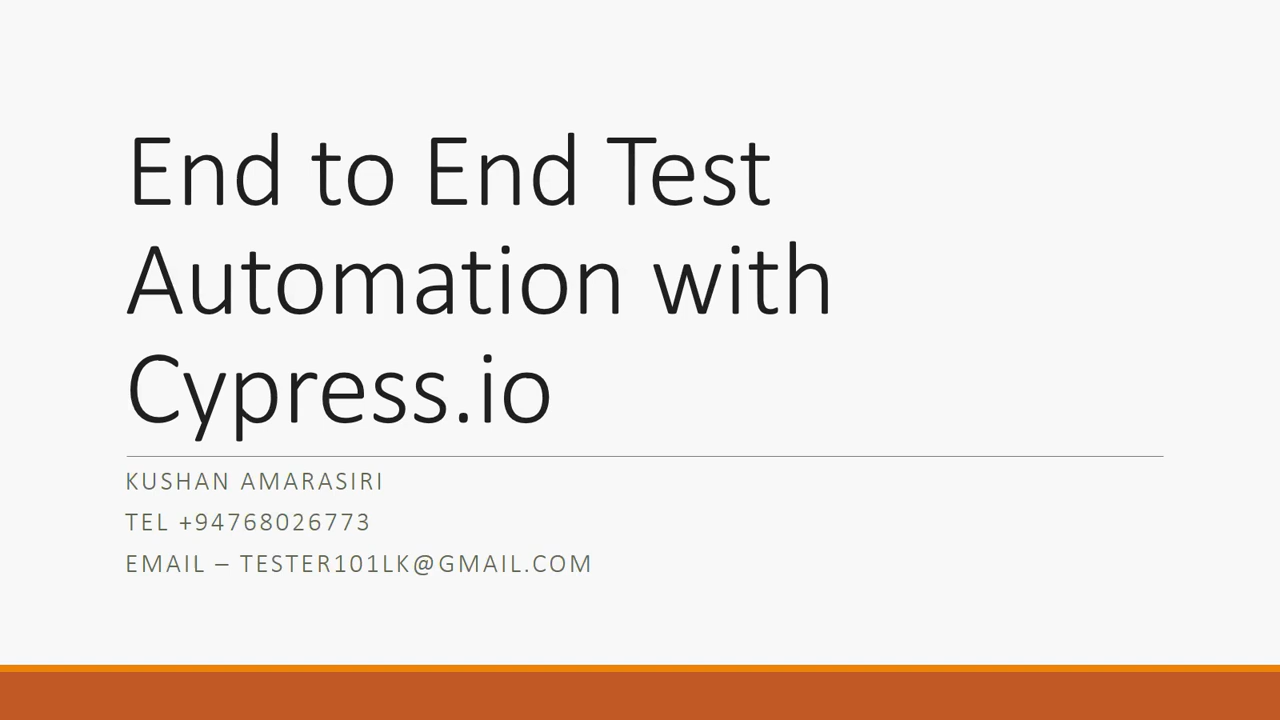 End to End Test
Automation with
Cypress.io
KUSHAN AMARASIRI
TEL +94768026773
EMAIL – TESTER101LK@GMAIL.COM